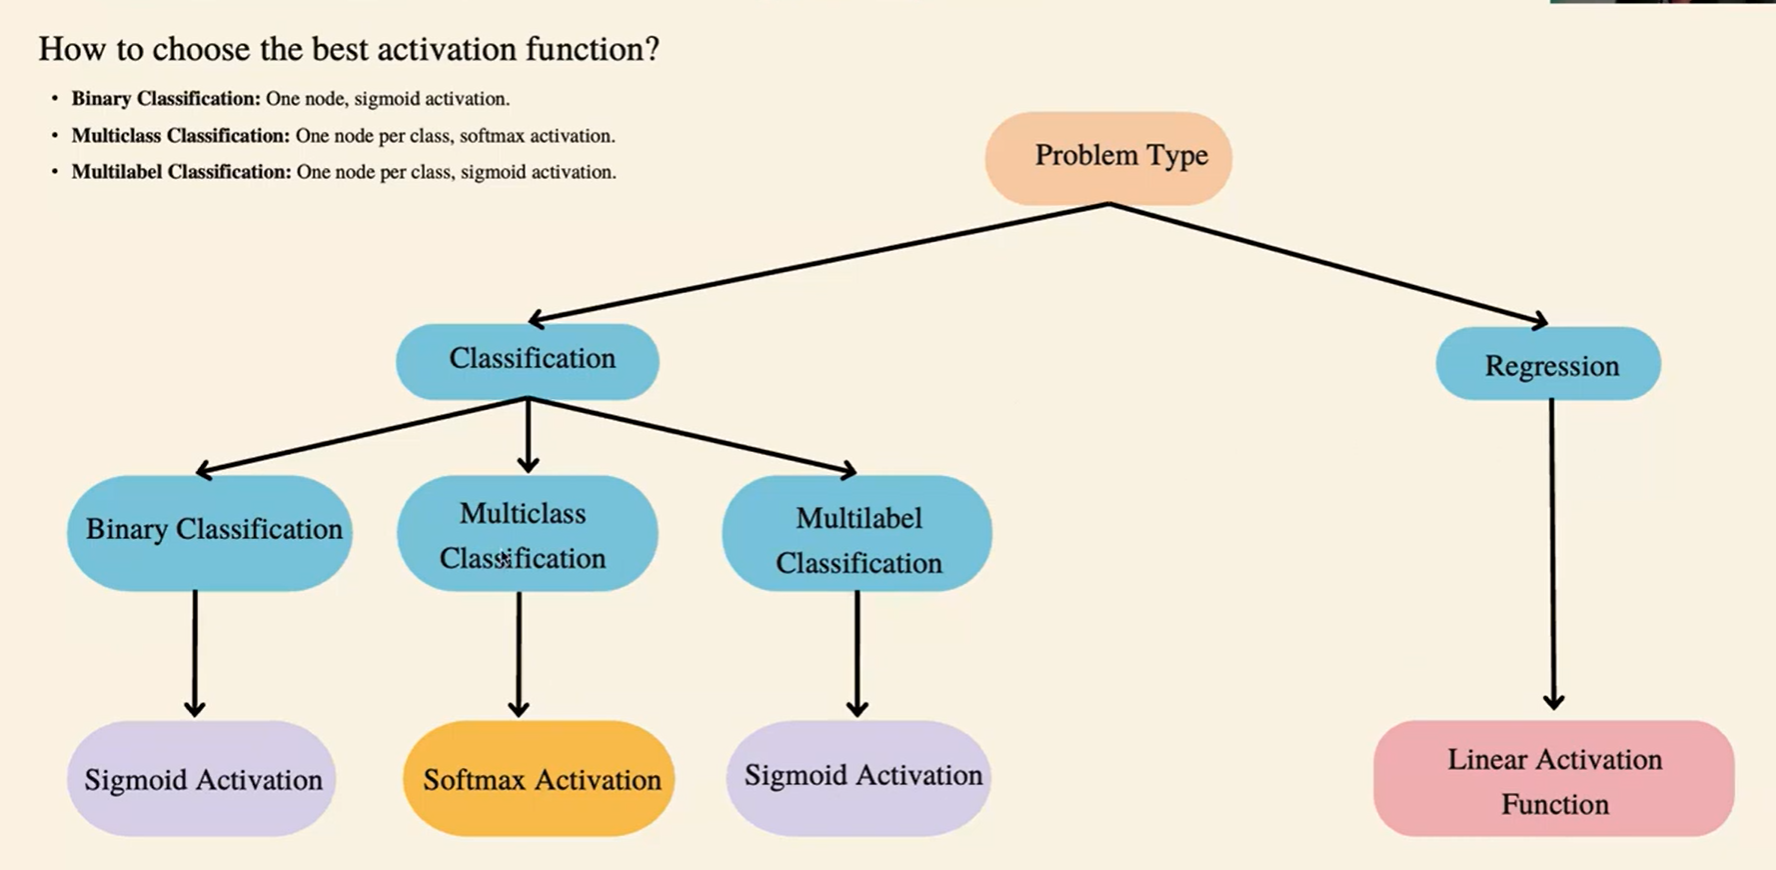 How to choose the best activation function?
• Binary Classification: One node, sigmoid activation.
• Multiclass Classification: One node per class, softmax activation.
• Multilabel Classification: One node per class, sigmoid activation.
Problem Type
Classification
Regression
Binary Classification
Multiclass
Classification
Multilabel
Classification
Sigmoid Activation
Softmax Activation
Sigmoid Activation
Linear Activation
Function